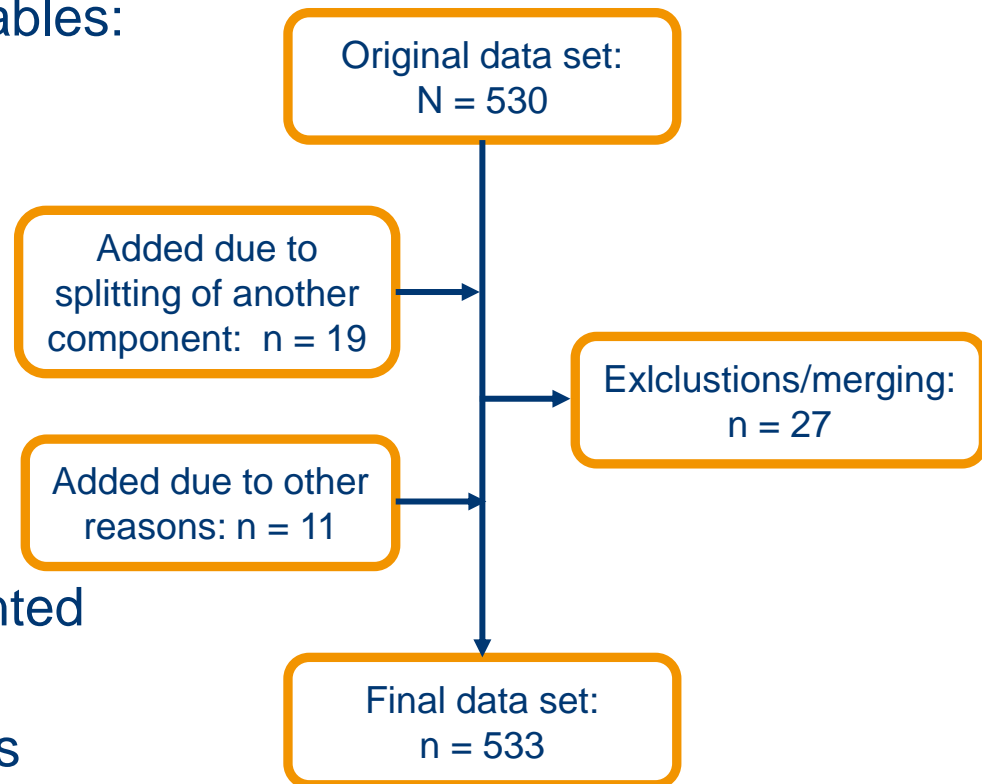 ables:
Original data set:
N = 530
Added due to
splitting of another
component: n = 19
Exlclustions/merging:
n = 27
Added due to other
reasons: n = 11
nted
Final data set:
n = 533
s